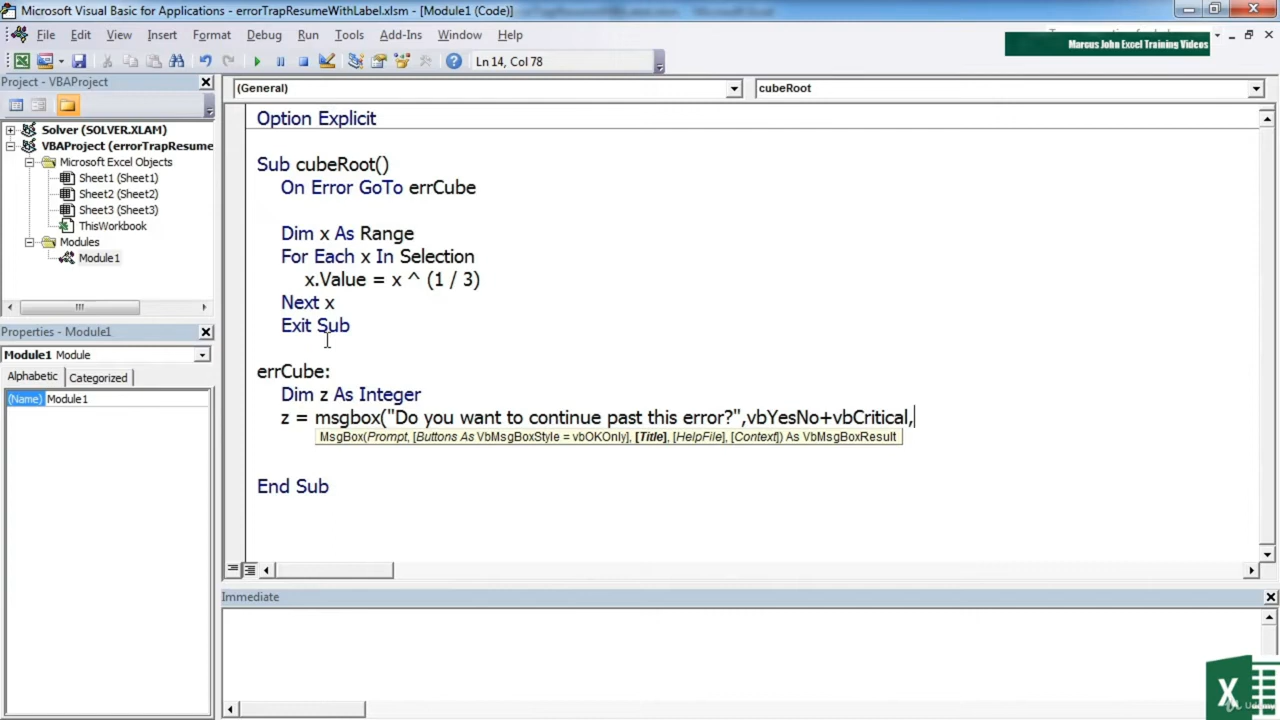 Microsoft Visual Basic for Applications - errorTrapResumeWithLabel.xlsm - [Module1 (Code)]
File Edit View Insert Format Debug Run Tools Add-Ins Window Help
Marcus John Excel Training Videos
Ln 14, Col 78
Project - VBAProject
(General)
cubeRoot
Solver (SOLVER.XLAM)
VBAProject (errorTrapResume
Microsoft Excel Objects
Sheet1 (Sheet1)
Sheet2 (Sheet2)
Sheet3 (Sheet3)
ThisWorkbook
Modules
Module1
Properties - Module1
Module1 Module
Alphabetic Categorized
(Name) Module1
Option Explicit
Sub cubeRoot()
On Error GoTo errCube
Dim x As Range
For Each x In Selection
x.Value = x ^ (1 / 3)
Next x
Exit Sub
errCube:
Dim z As Integer
z = msgbox("Do you want to continue past this error?",vbYesNo+vbCritical,
MsgBox(Prompt, [Buttons As VbMsgBoxStyle = vbOKOnly], [Title], [HelpFile], [Context]) As VbMsgBoxResult
End Sub
Immediate
X
Udemy